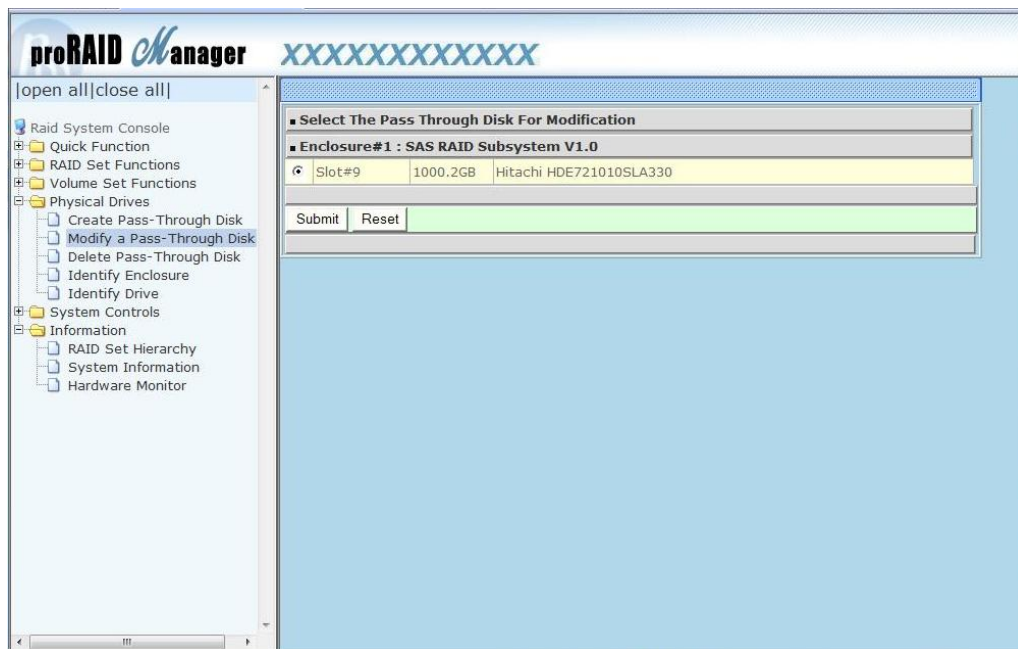 proRAID Manager
XXXXXXXXXXXX
|open all|close all|
Raid System Console
Quick Function
RAID Set Functions
Volume Set Functions
Physical Drives
Create Pass-Through Disk
Modify a Pass-Through Disk
Delete Pass-Through Disk
Identify Enclosure
Identify Drive
System Controls
Information
RAID Set Hierarchy
System Information
Hardware Monitor
Select The Pass Through Disk For Modification
Enclosure#1 : SAS RAID Subsystem V1.0
Slot#9 1000.2GB Hitachi HDE721010SLA330
Submit Reset